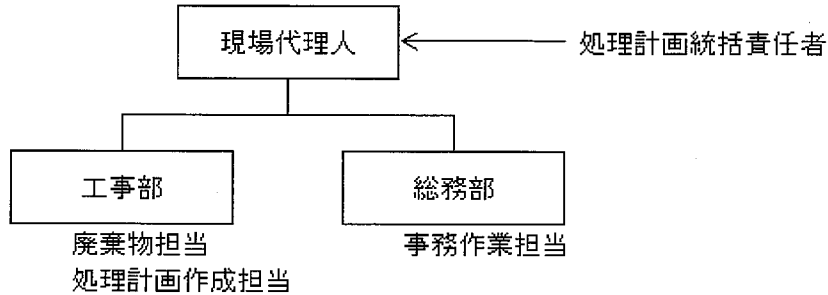 現場代理人
処理計画統括責任者
工事部
総務部
廃棄物担当
処理計画作成担当
事務作業担当